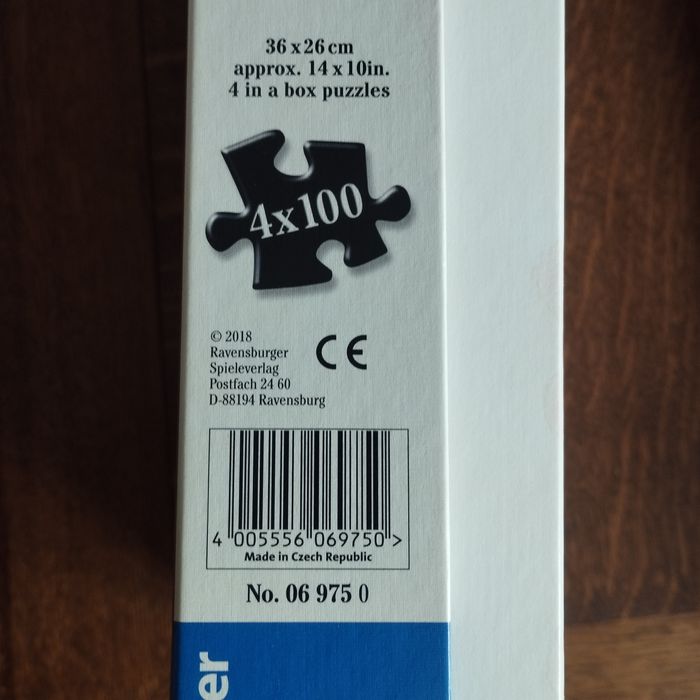 36 x 26 cm
approx. 14 x 10in.
4 in a box puzzles
4x100
© 2018
Ravensburger
Spieleverlag
Postfach 24 60
D-88194 Ravensburg
CE
4 005556 069750 >
Made in Czech Republic
No. 06 975 0
er